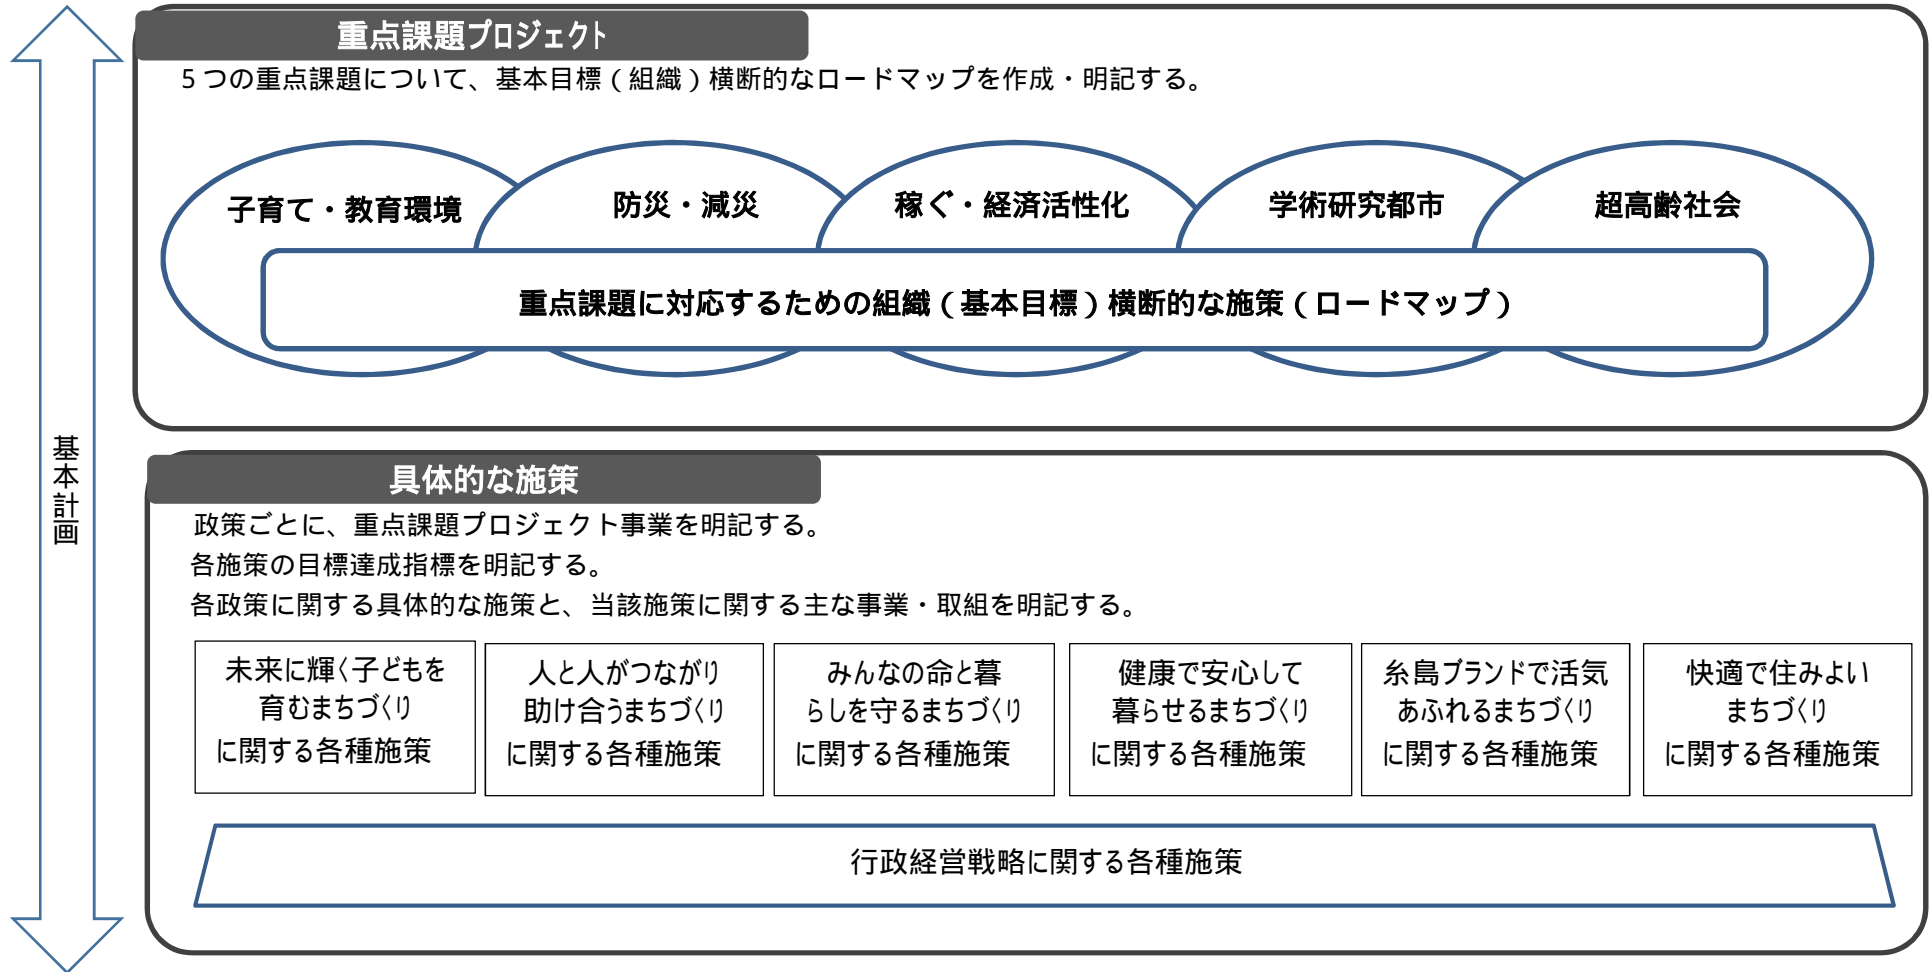 重点課題プロジェクト
5つの重点課題について、基本目標(組織)横断的なロードマップを作成・明記する。
子育て・教育環境
防災・減災
稼ぐ・経済活性化
学術研究都市
超高齢社会
重点課題に対応するための組織(基本目標)横断的な施策(ロードマップ)
基本計画
具体的な施策
政策ごとに、重点課題プロジェクト事業を明記する。
各施策の目標達成指標を明記する。
各政策に関する具体的な施策と、当該施策に関する主な事業・取組を明記する。
未来に輝く子どもを
育むまちづくり
に関する各種施策
人と人がつながり
助け合うまちづくり
に関する各種施策
みんなの命と暮
らしを守るまちづくり
に関する各種施策
健康で安心して
暮らせるまちづくり
に関する各種施策
糸島ブランドで活気
あふれるまちづくり
に関する各種施策
快適で住みよい
まちづくり
に関する各種施策
行政経営戦略に関する各種施策